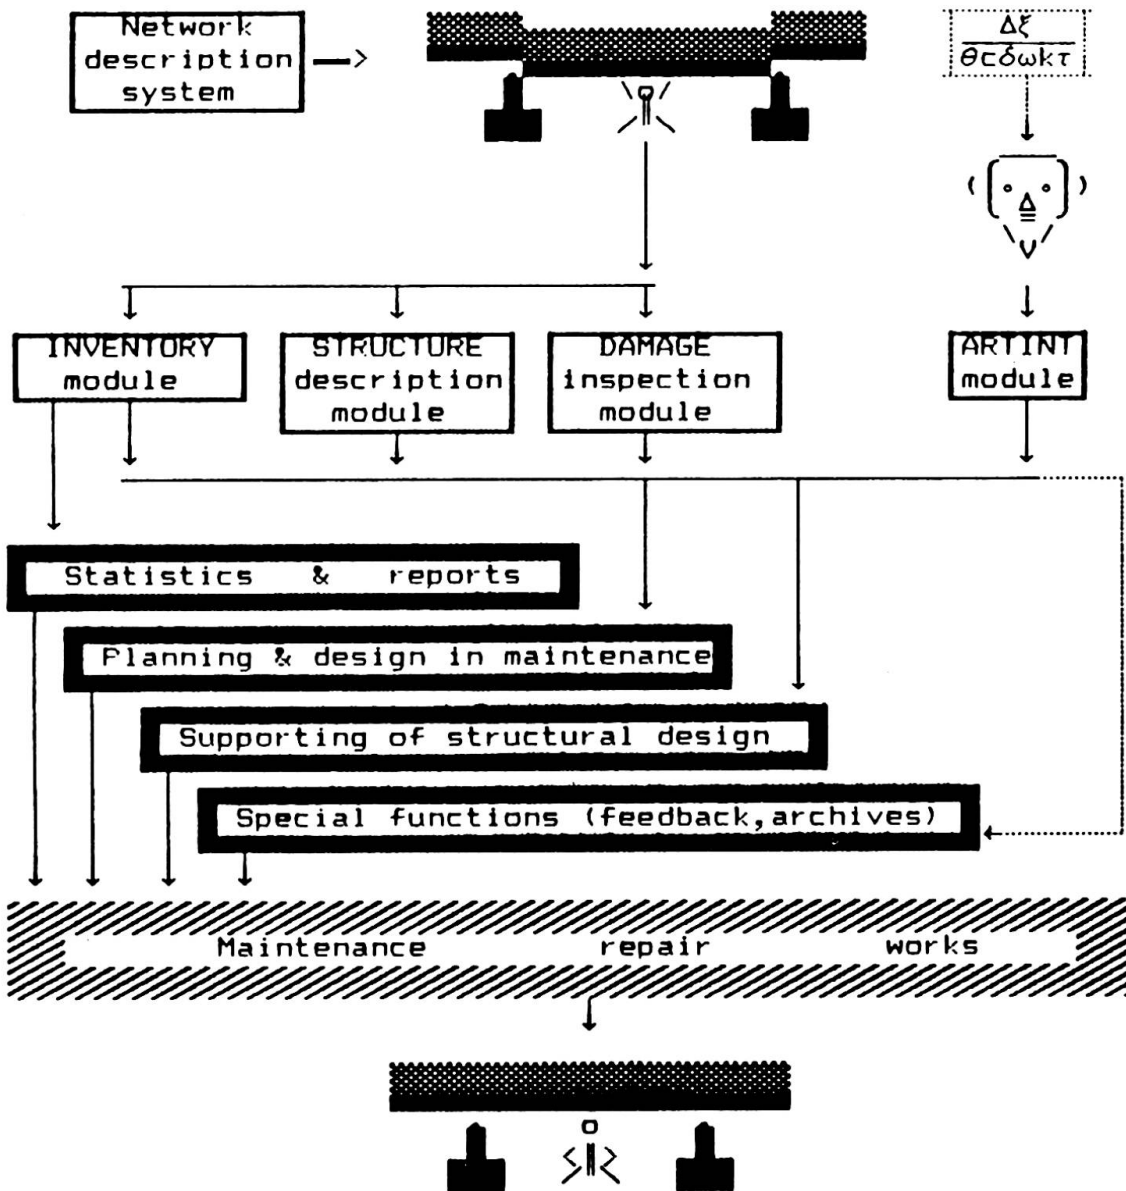 Network
description
system
Δξ
θcδωkτ
INVENTORY
module
STRUCTURE
description
module
DAMAGE
inspection
module
ARTINT
module
Statistics & reports
Planning & design in maintenance
Supporting of structural design
Special functions (feedback,archives)
Maintenance repair works